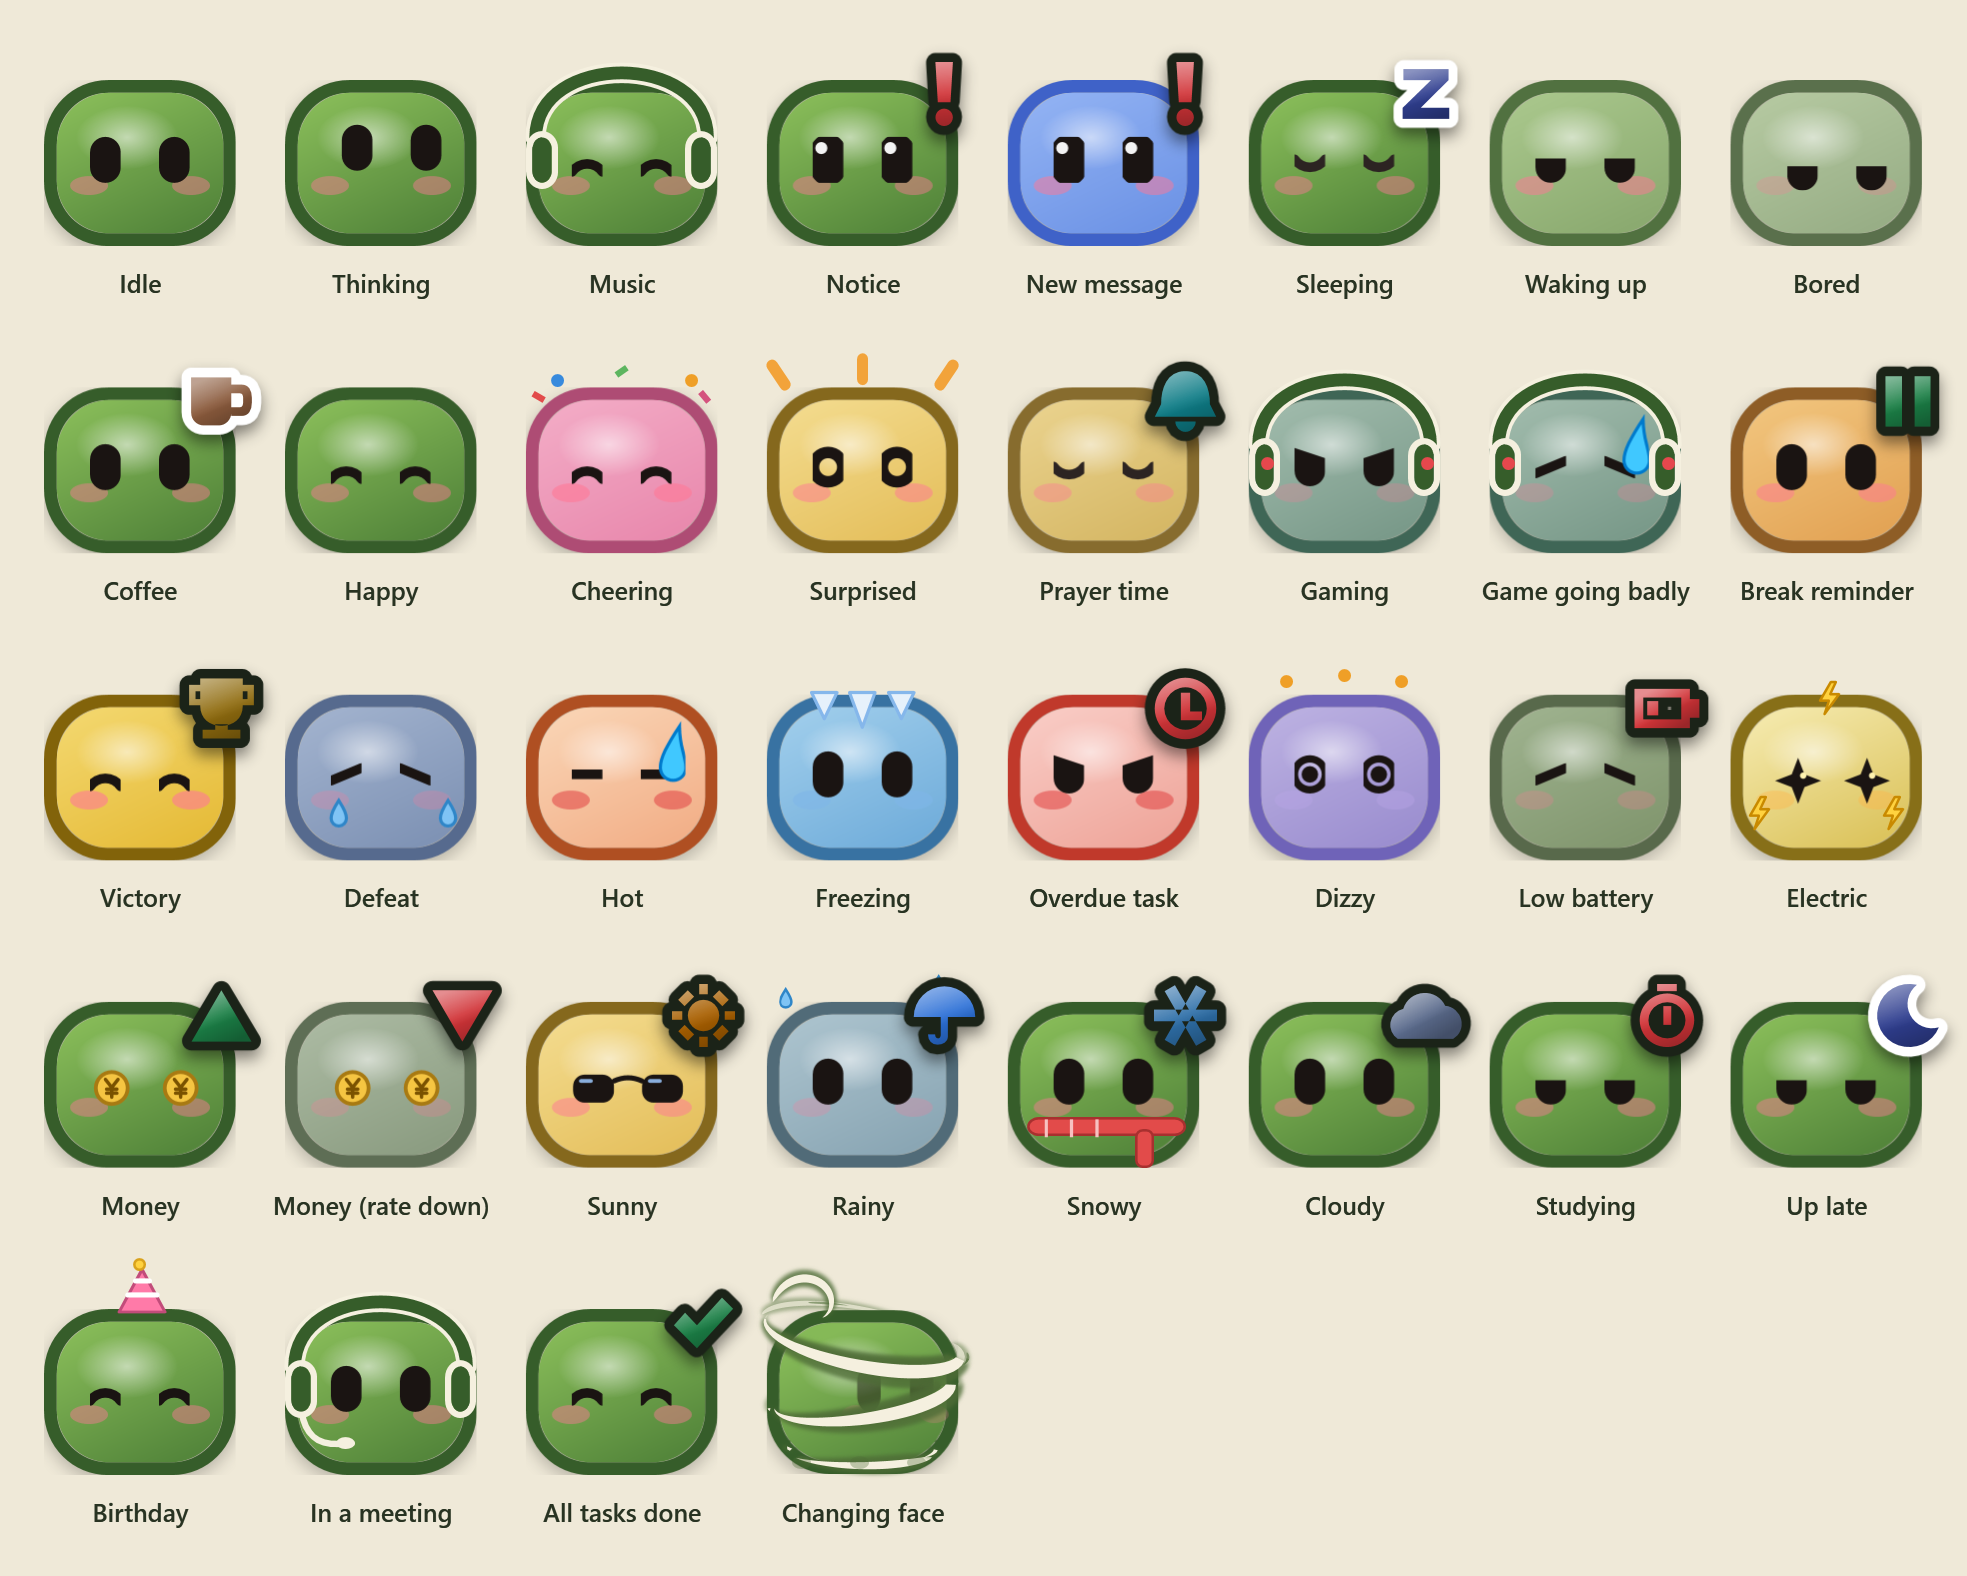 Idle
Thinking
Music
Notice
New message
Sleeping
Waking up
Bored
Coffee
Happy
Cheering
Surprised
Prayer time
Gaming
Game going badly
Break reminder
Victory
Defeat
Hot
Freezing
Overdue task
Dizzy
Low battery
Electric
¥ ¥
Money
¥ ¥
Money (rate down)
Sunny
Rainy
Snowy
Cloudy
Studying
Up late
Birthday
In a meeting
All tasks done
Changing face